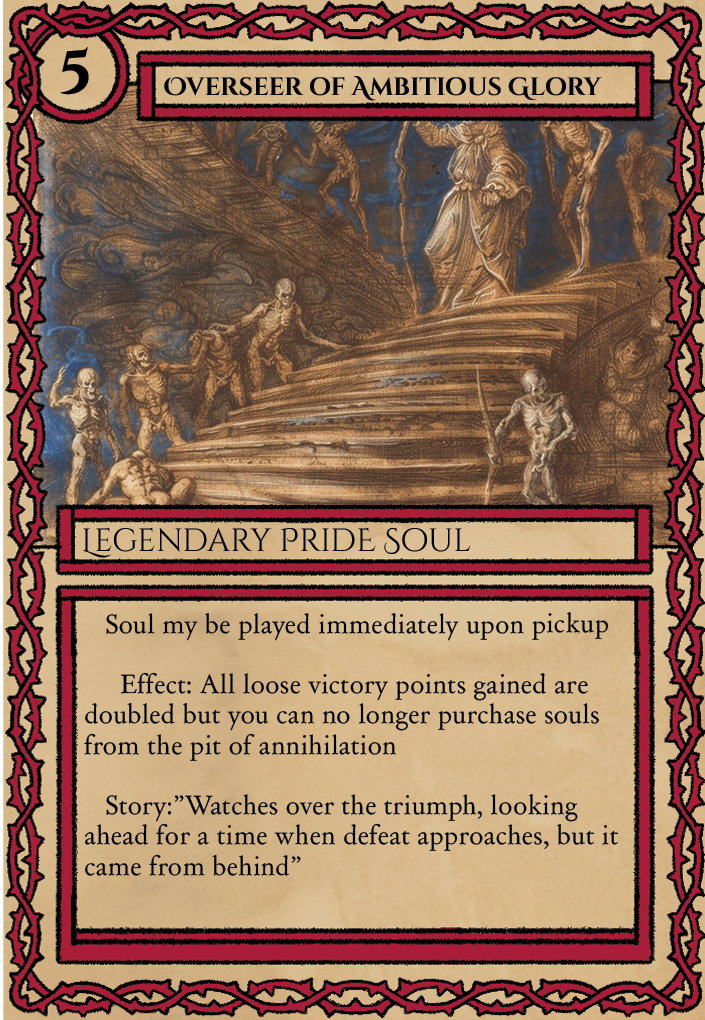 5
Overseer of Ambitious Glory
Legendary Pride Soul
Soul my be played immediately upon pickup
Effect: All loose victory points gained are
doubled but you can no longer purchase souls
from the pit of annihilation
Story:”Watches over the triumph, looking
ahead for a time when defeat approaches, but it
came from behind”